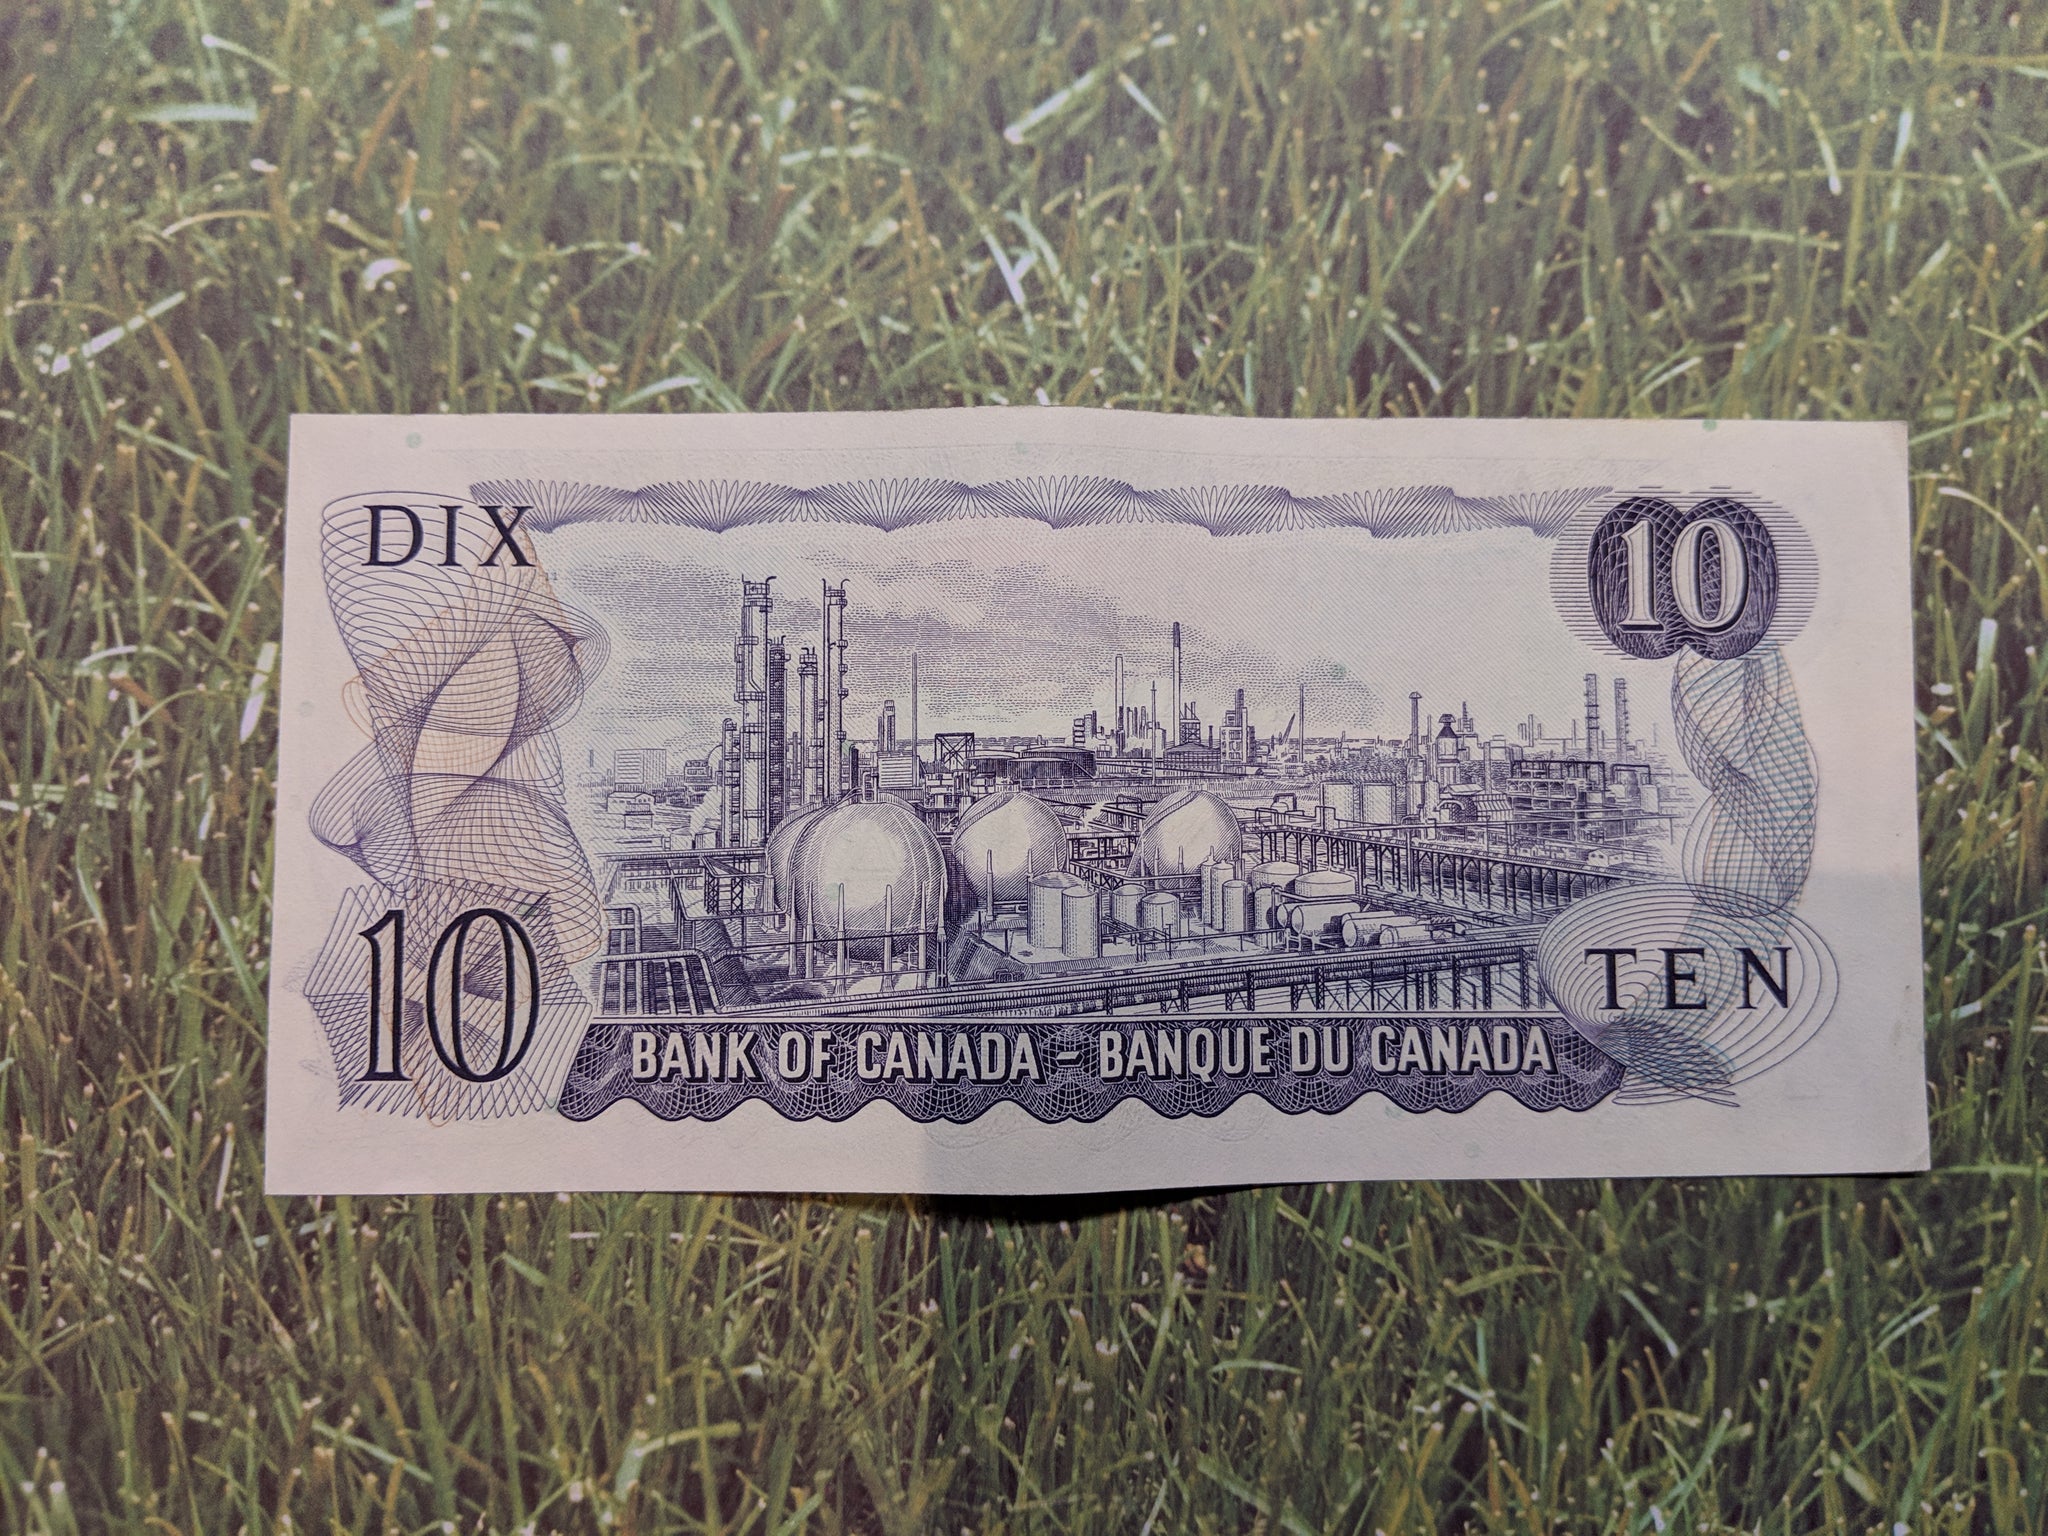 DIX
10
10
TEN
BANK OF CANADA - BANQUE DU CANADA